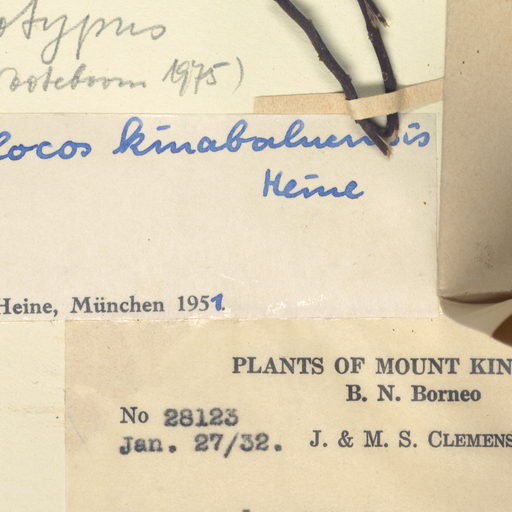 otypus
Nooteboom 1975)
locos kinabaluensis
Heine
Heine, München 1951.
PLANTS OF MOUNT KIN
B. N. Borneo
No 28123
Jan. 27/32. J. & M. S. CLEMENS